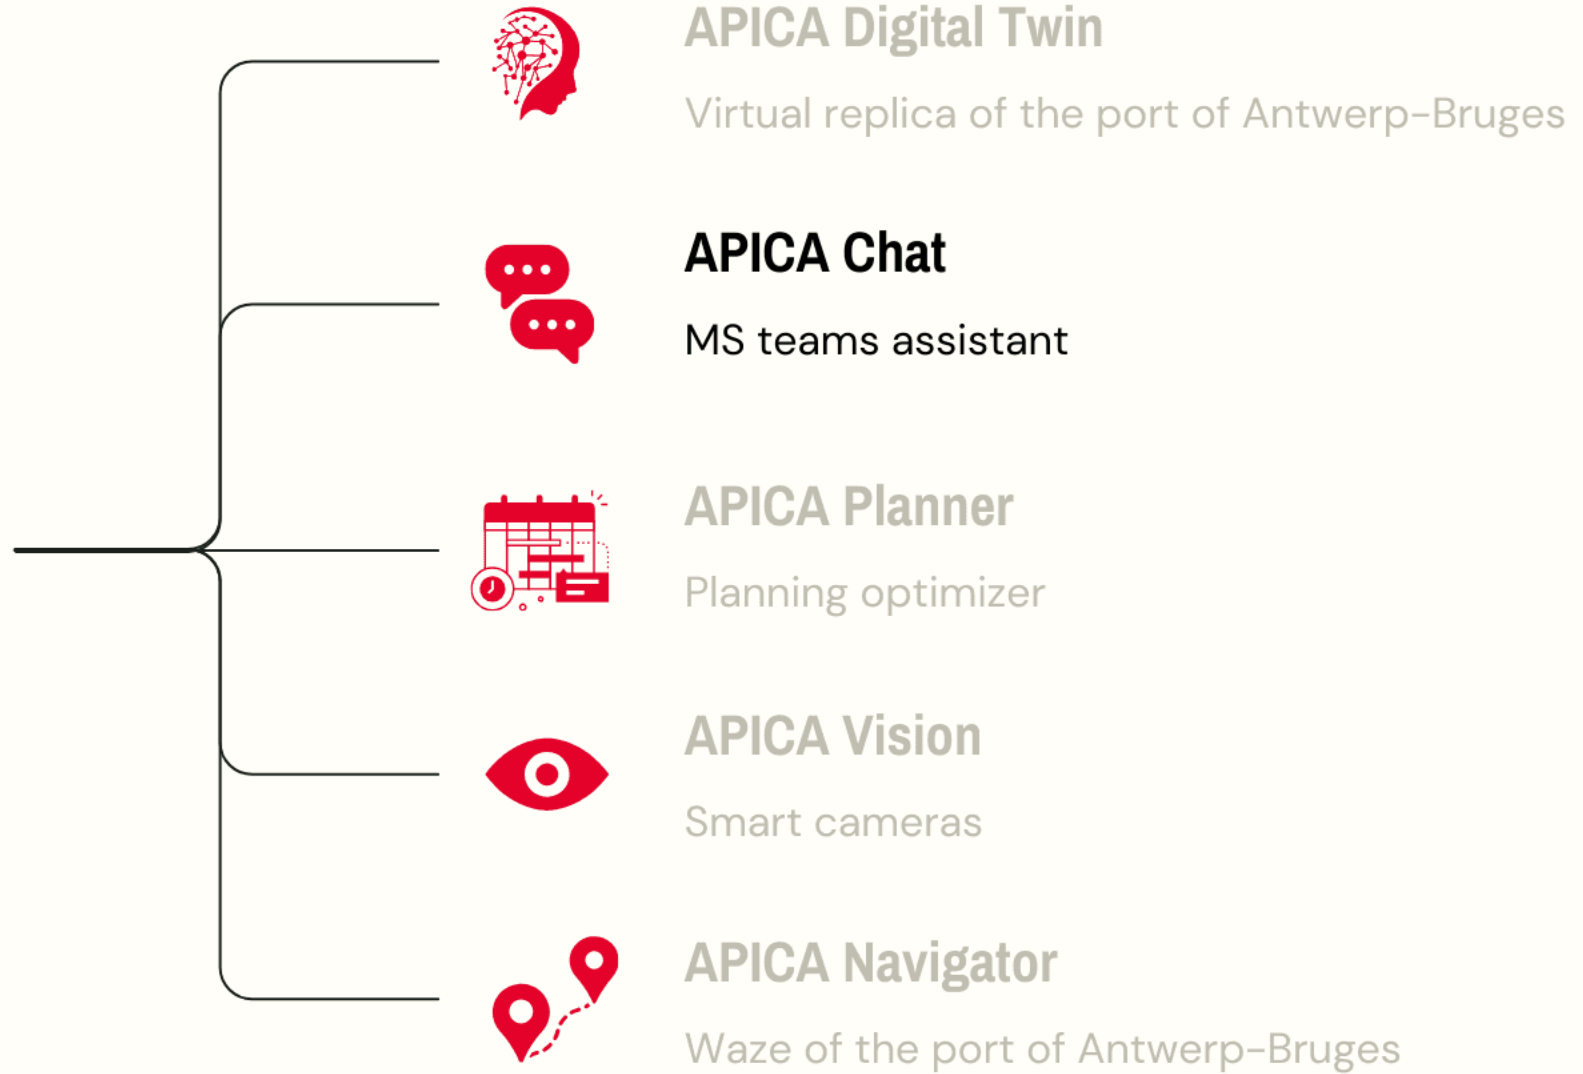 APICA Digital Twin
Virtual replica of the port of Antwerp-Bruges
APICA Chat
MS teams assistant
APICA Planner
Planning optimizer
APICA Vision
Smart cameras
APICA Navigator
Waze of the port of Antwerp-Bruges